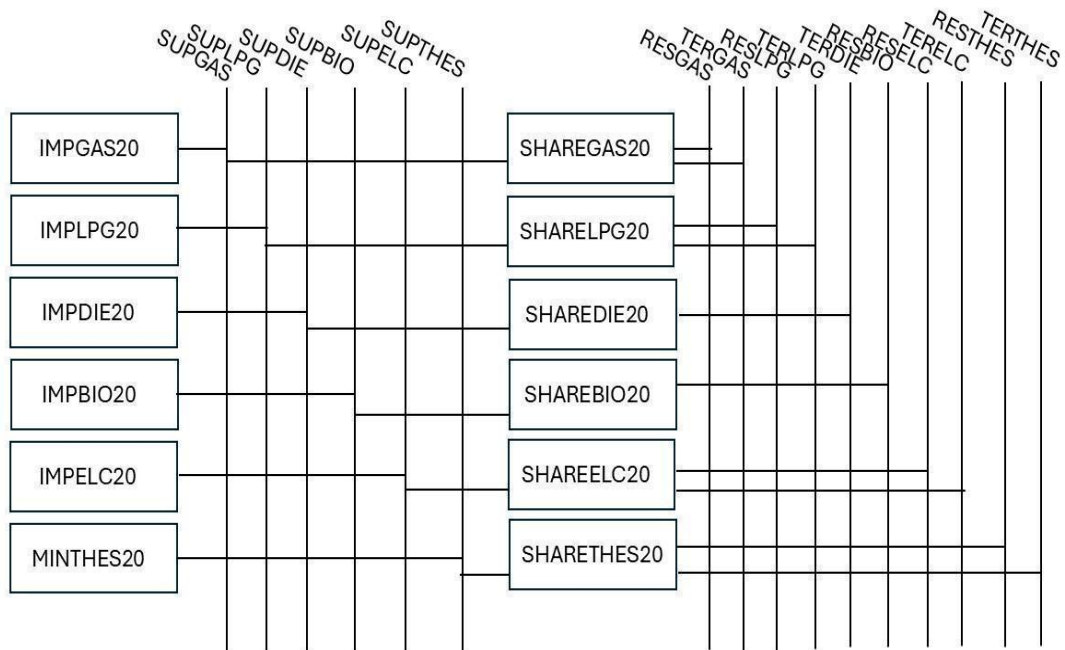 SUPGAS
SUPLPG
SUPDIE
SUPBIO
SUPELC
SUPTHES
RESGAS
TERGAS
RESLPG
TERLPG
TERDIE
RESBIO
RESELC
TERELC
RESTHES
TERTHES
IMPGAS20
SHAREGAS20
IMPLPG20
SHARELPG20
IMPDIE20
SHAREDIE20
IMPBIO20
SHAREBIO20
IMPELC20
SHAREELC20
MINTHES20
SHARETHES20